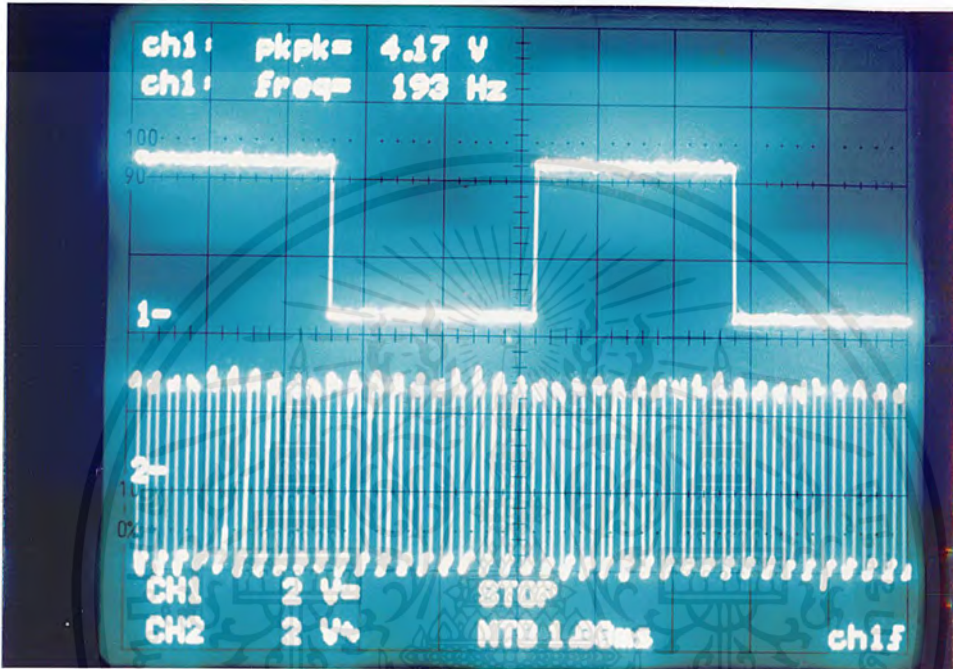 ch1: pkpk= 4.17 V
ch1: freq= 193 Hz
100
90
1-
2-
10
0%
CH1 2 V= STOP
CH2 2 V~ MTB 1.00ms ch1